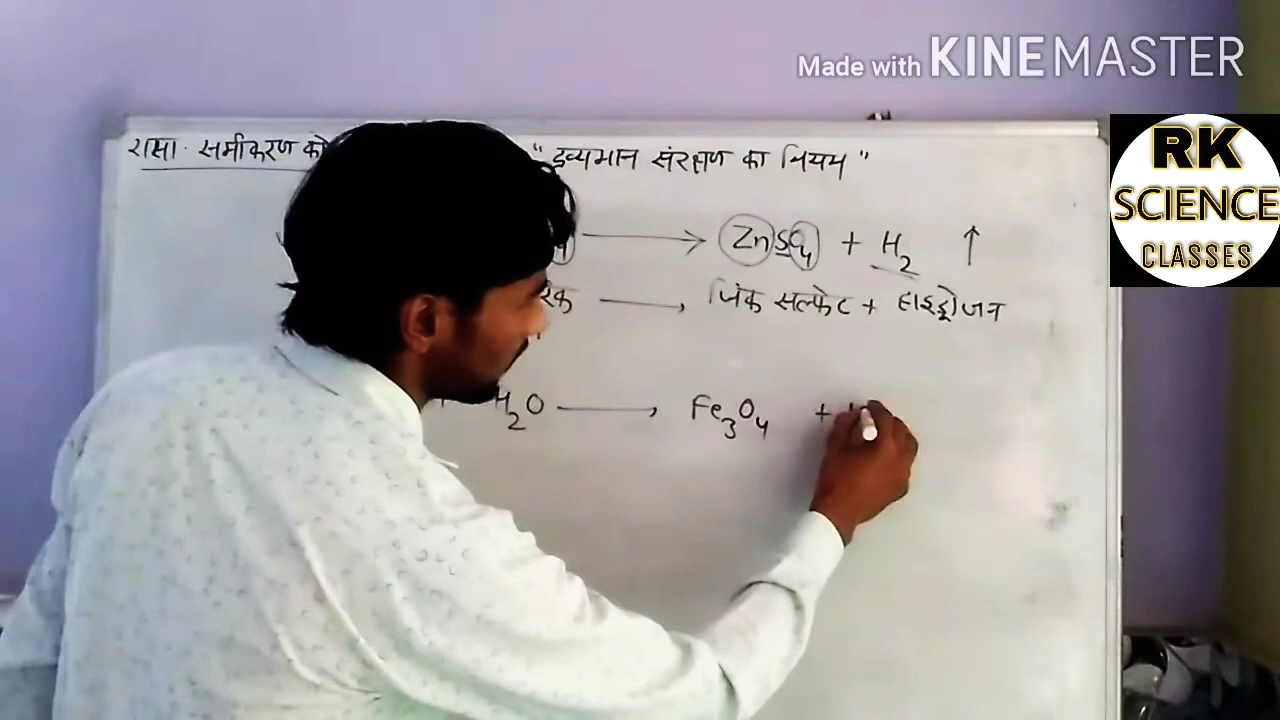 Made with KINEMASTER
RK
SCIENCE
CLASSES
रासा. समीकरण को "द्रव्यमान संरक्षण का नियम"
4 ⟶ ZnSO4 + H2 ↑
⟶ जिंक सल्फेट + हाइड्रोजन
H2O ⟶ Fe3O4 +